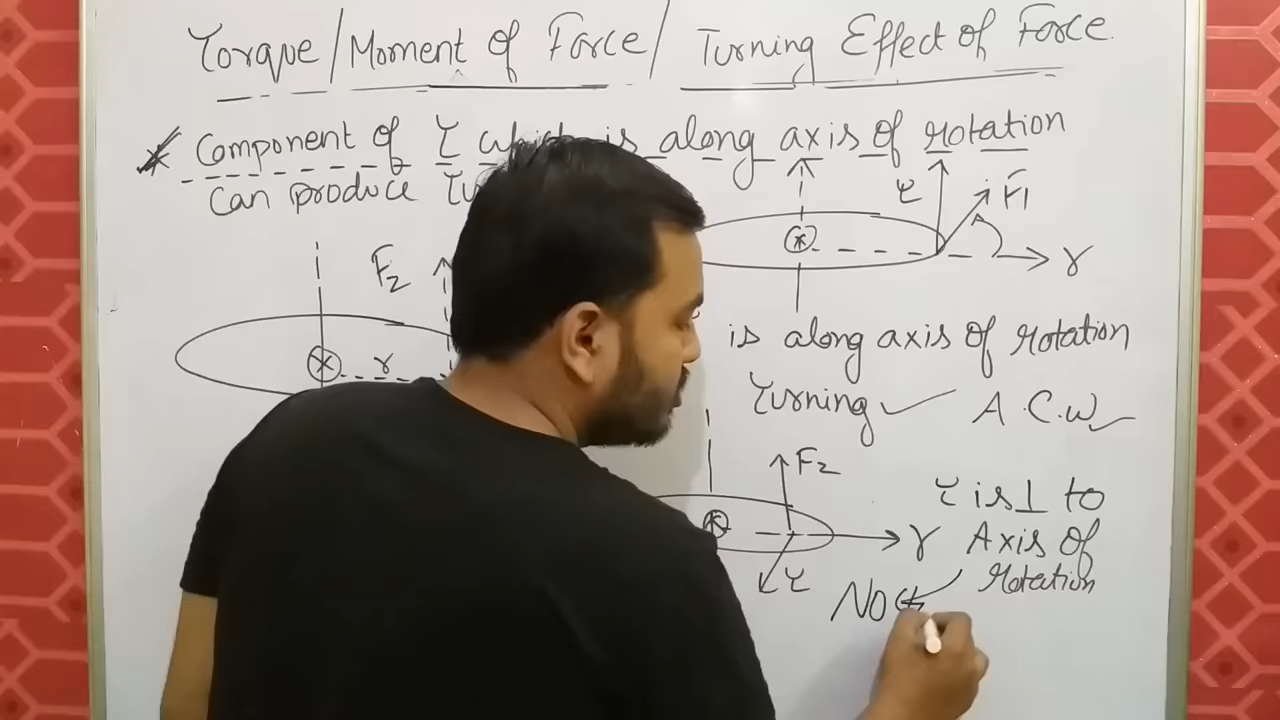 Torque/Moment of Force/ Turning Effect of Force
* Component of τ which is along axis of rotation
can produce
τ F1
F2
r
r
is along axis of rotation
Turning ✓ A.C.W ✓
F2
τ is ⊥ to
r Axis of
τ rotation
No